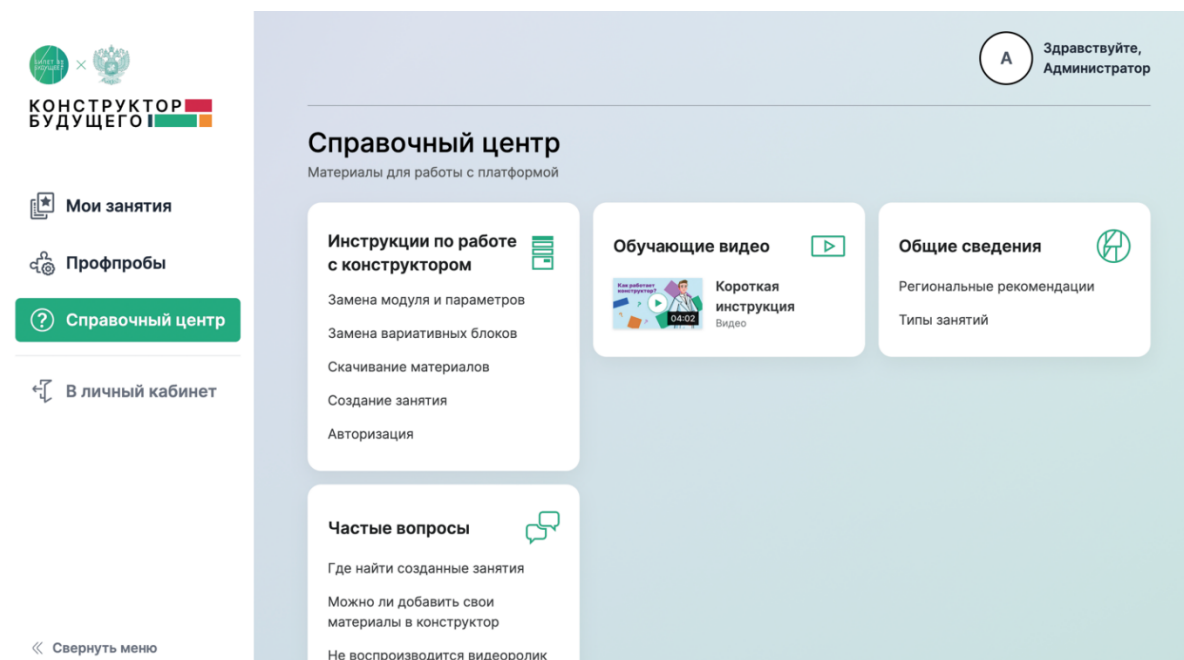 БИЛЕТ В
БУДУЩЕЕ
КОНСТРУКТОР
БУДУЩЕГО
Мои занятия
Профпробы
Справочный центр
В личный кабинет
Свернуть меню
А
Здравствуйте,
Администратор
Справочный центр
Материалы для работы с платформой
Инструкции по работе
с конструктором
Замена модуля и параметров
Замена вариативных блоков
Скачивание материалов
Создание занятия
Авторизация
Обучающие видео
Как работает
конструктор?
04:02
Короткая
инструкция
Видео
Общие сведения
Региональные рекомендации
Типы занятий
Частые вопросы
Где найти созданные занятия
Можно ли добавить свои
материалы в конструктор
Не воспроизводится видеоролик